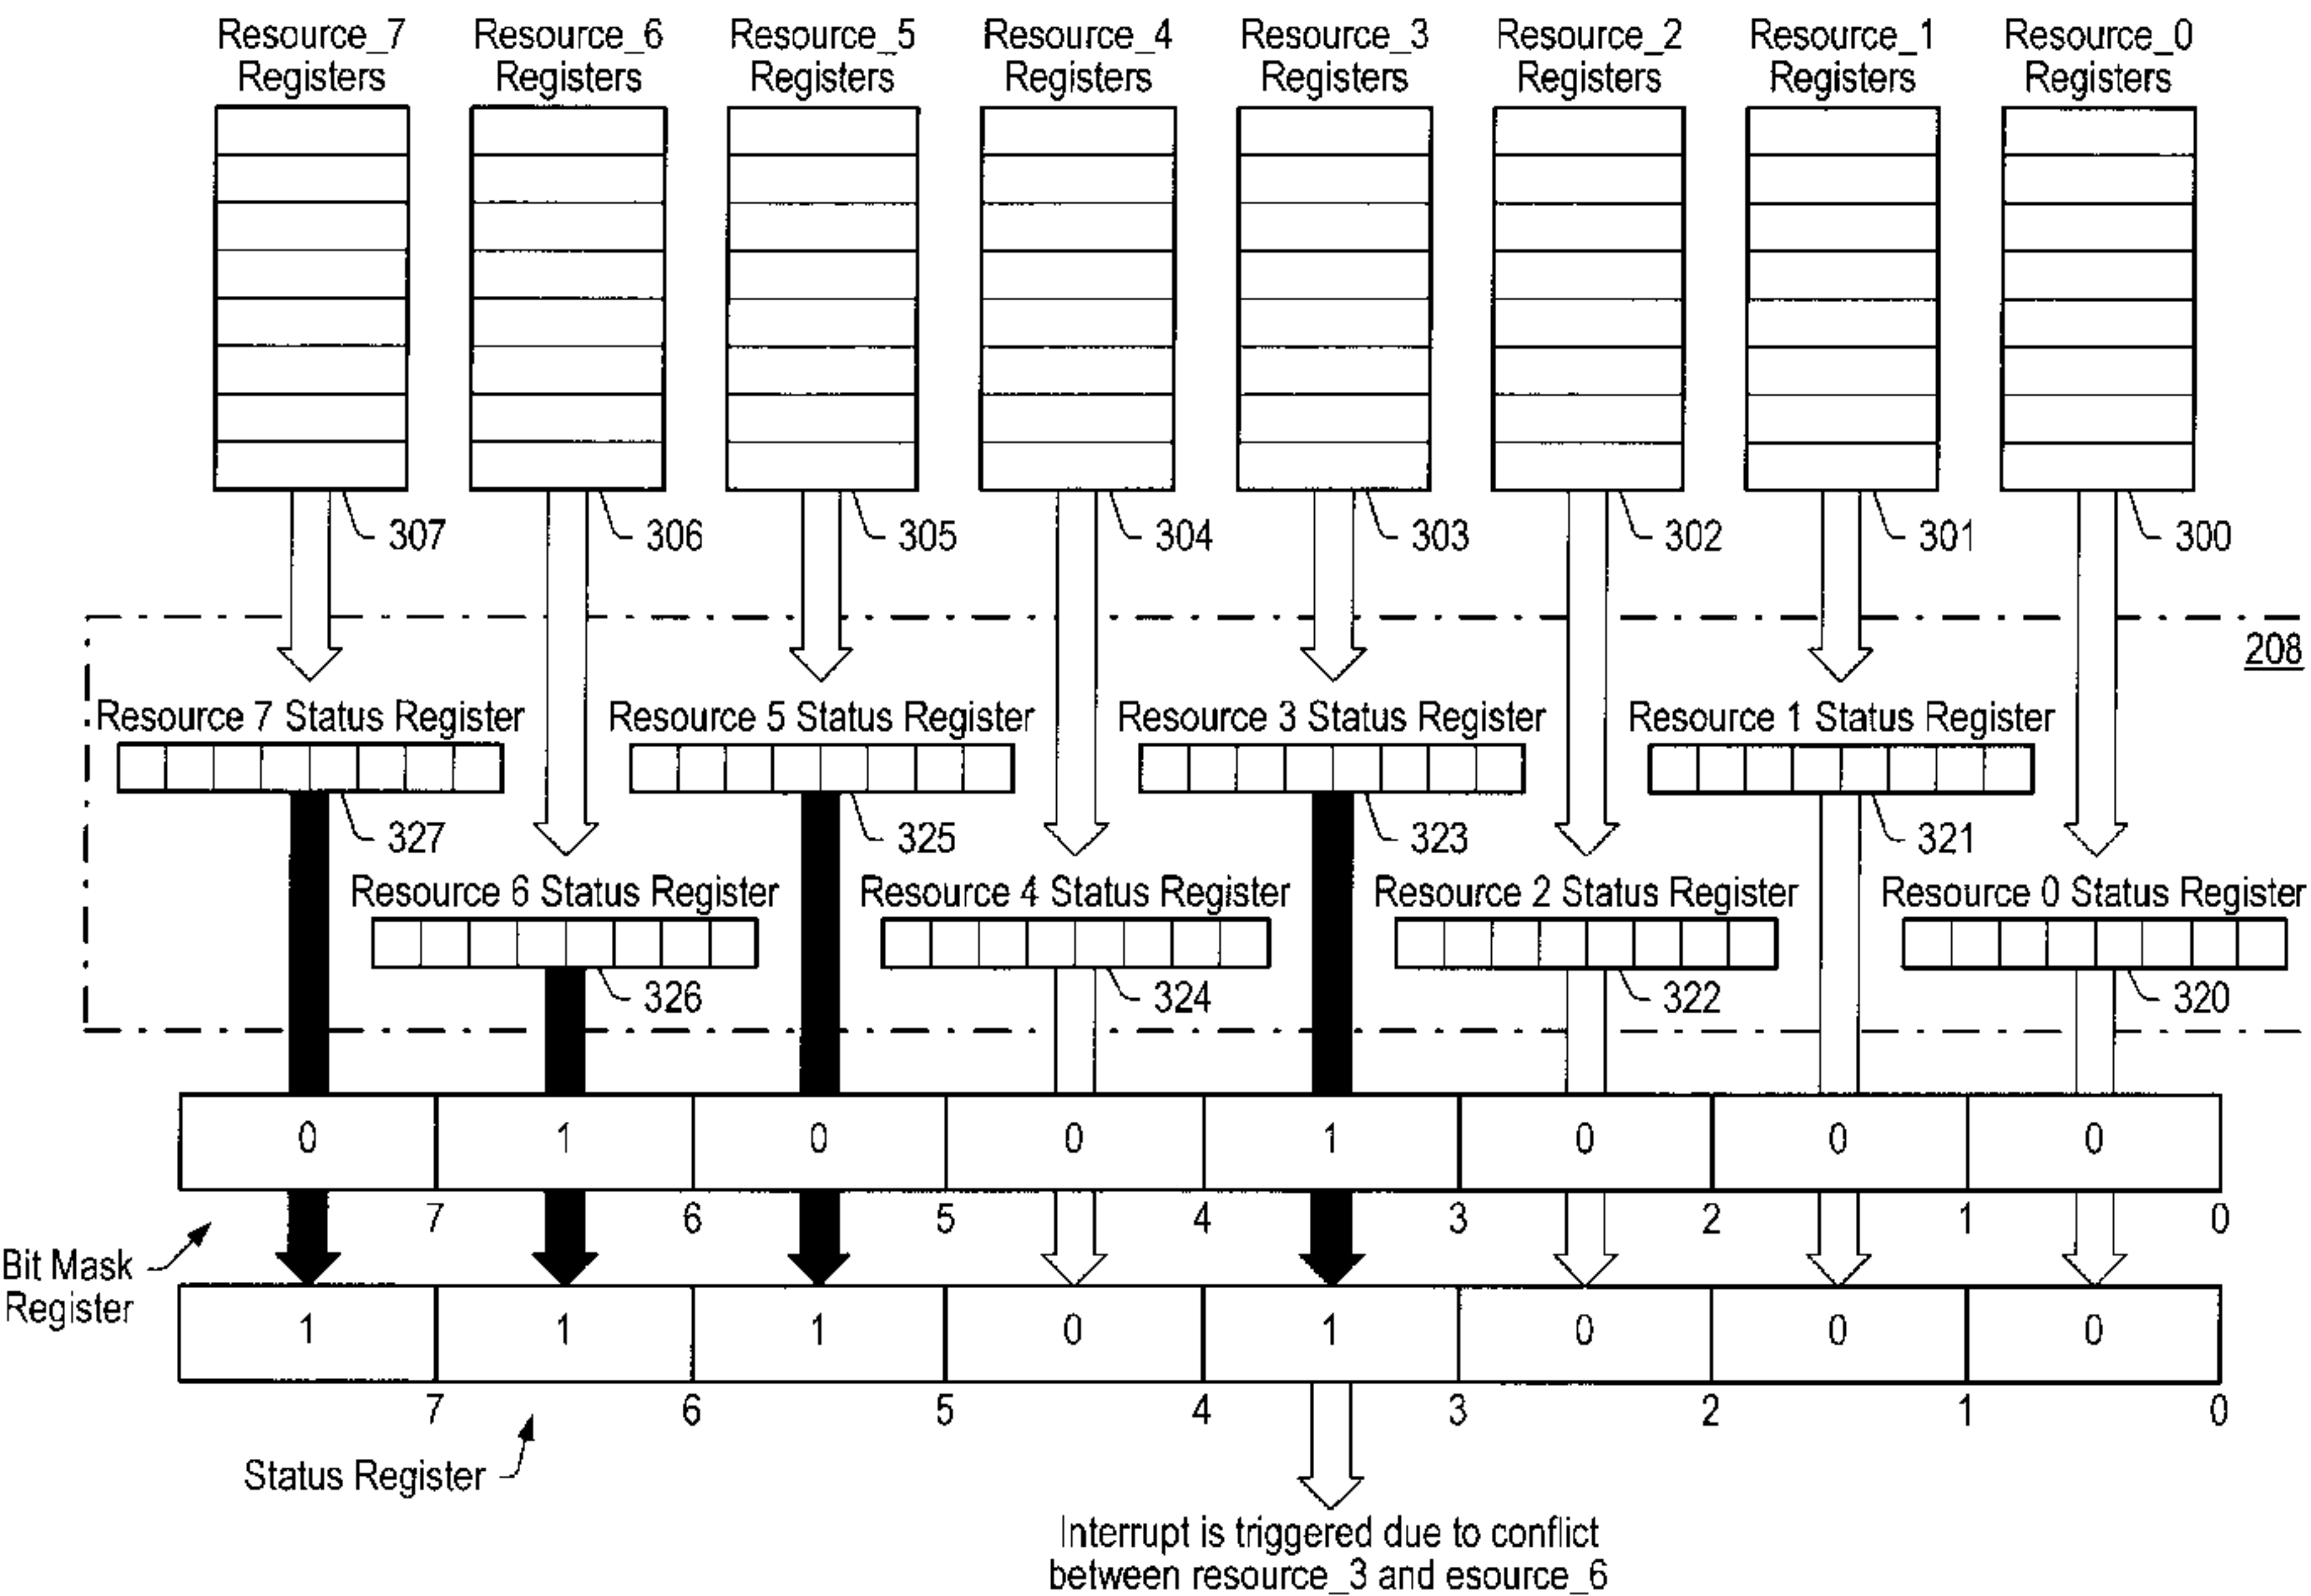 Resource_7 Registers
Resource_6 Registers
Resource_5 Registers
Resource_4 Registers
Resource_3 Registers
Resource_2 Registers
Resource_1 Registers
Resource_0 Registers
307
306
305
304
303
302
301
300
208
Resource 7 Status Register
Resource 5 Status Register
Resource 3 Status Register
Resource 1 Status Register
327
325
323
321
Resource 6 Status Register
Resource 4 Status Register
Resource 2 Status Register
Resource 0 Status Register
326
324
322
320
0 1 0 0 1 0 0 0
7 6 5 4 3 2 1 0
Bit Mask
Register
1 1 1 0 1 0 0 0
7 6 5 4 3 2 1 0
Status Register
Interrupt is triggered due to conflict
between resource_3 and esource_6